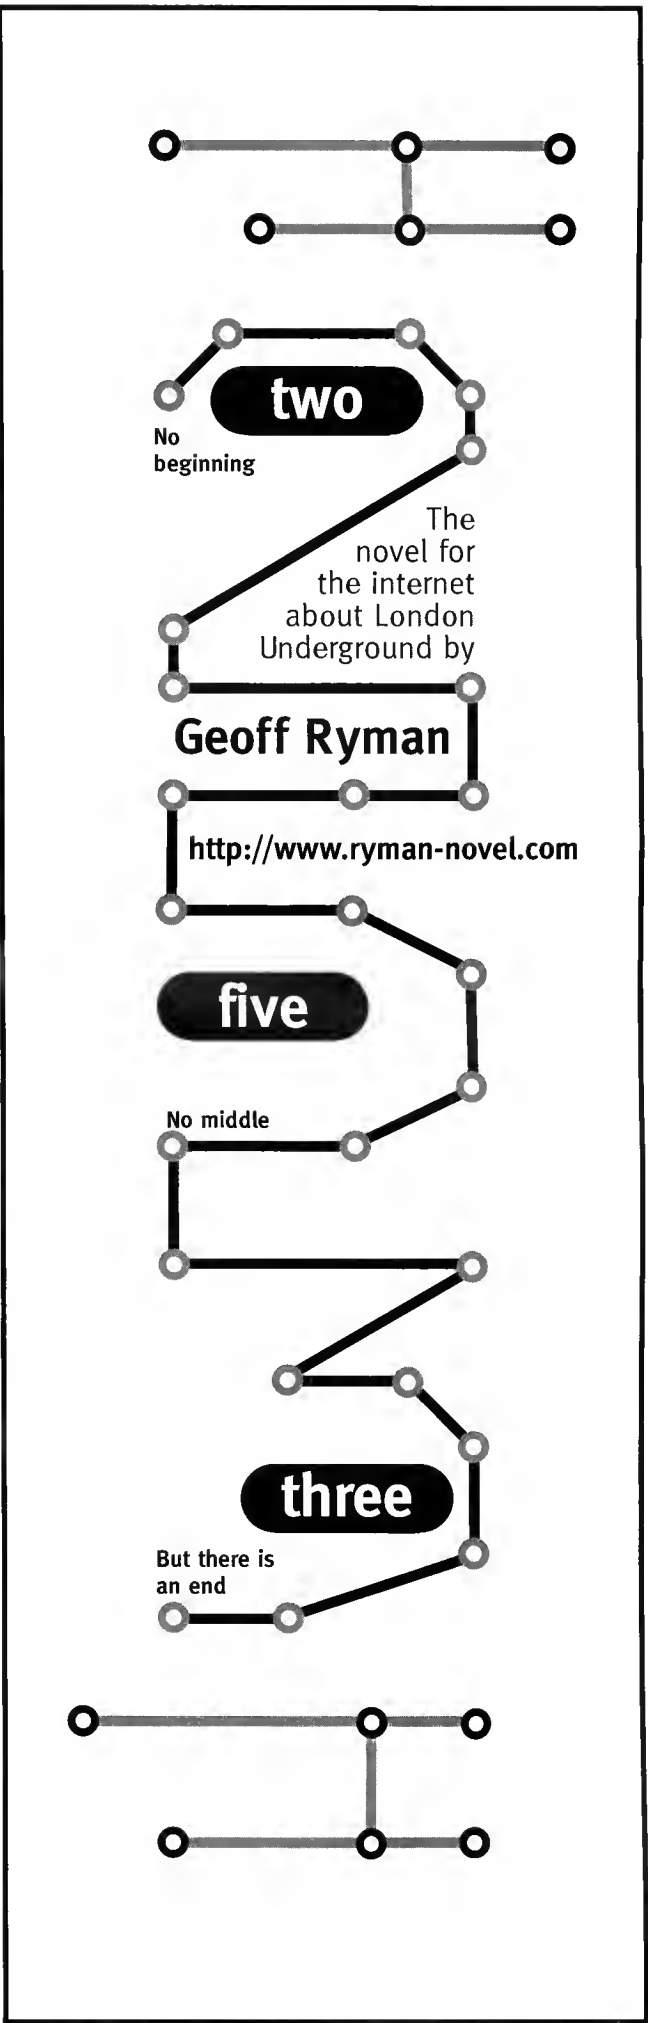 two
No
beginning
The
novel for
the internet
about London
Underground by
Geoff Ryman
http://www.ryman-novel.com
five
No middle
three
But there is
an end